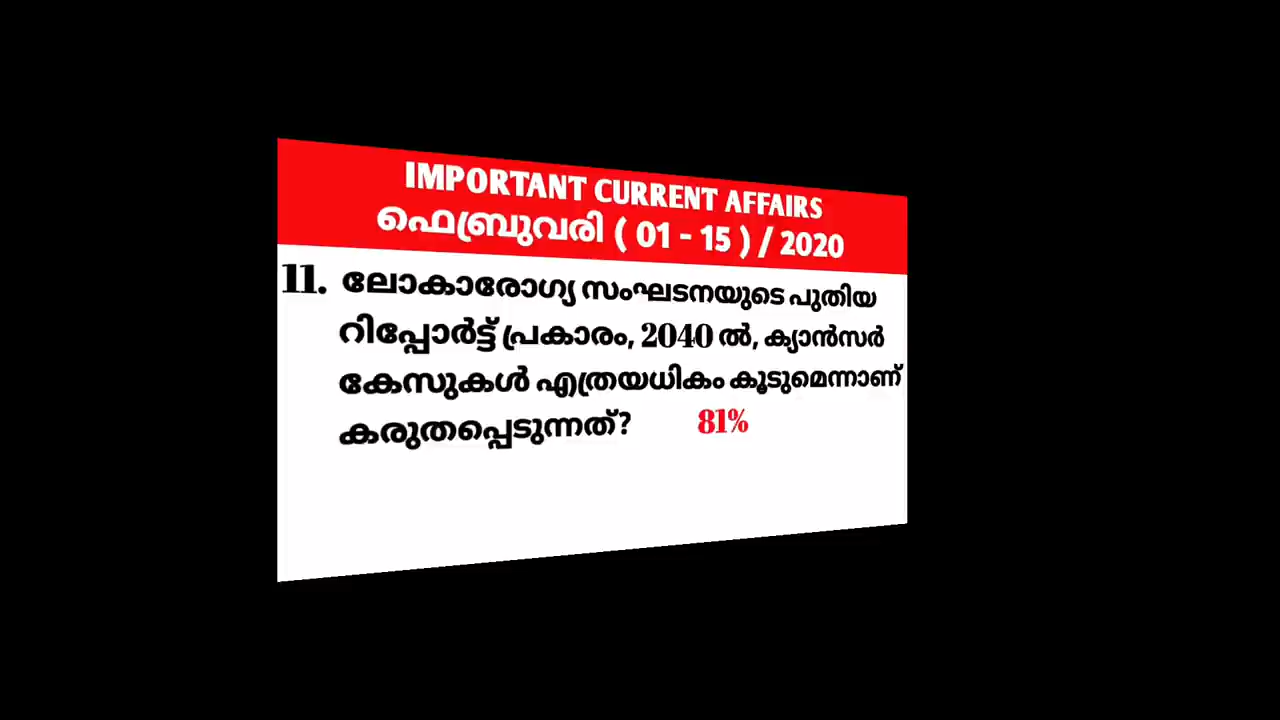 IMPORTANT CURRENT AFFAIRS
ഫെബ്രുവരി ( 01 - 15 ) / 2020
11. ലോകാരോഗ്യ സംഘടനയുടെ പുതിയ
റിപ്പോർട്ട് പ്രകാരം, 2040 ൽ, ക്യാൻസർ
കേസുകൾ എത്രയധികം കൂടുമെന്നാണ്
കരുതപ്പെടുന്നത്? 81%